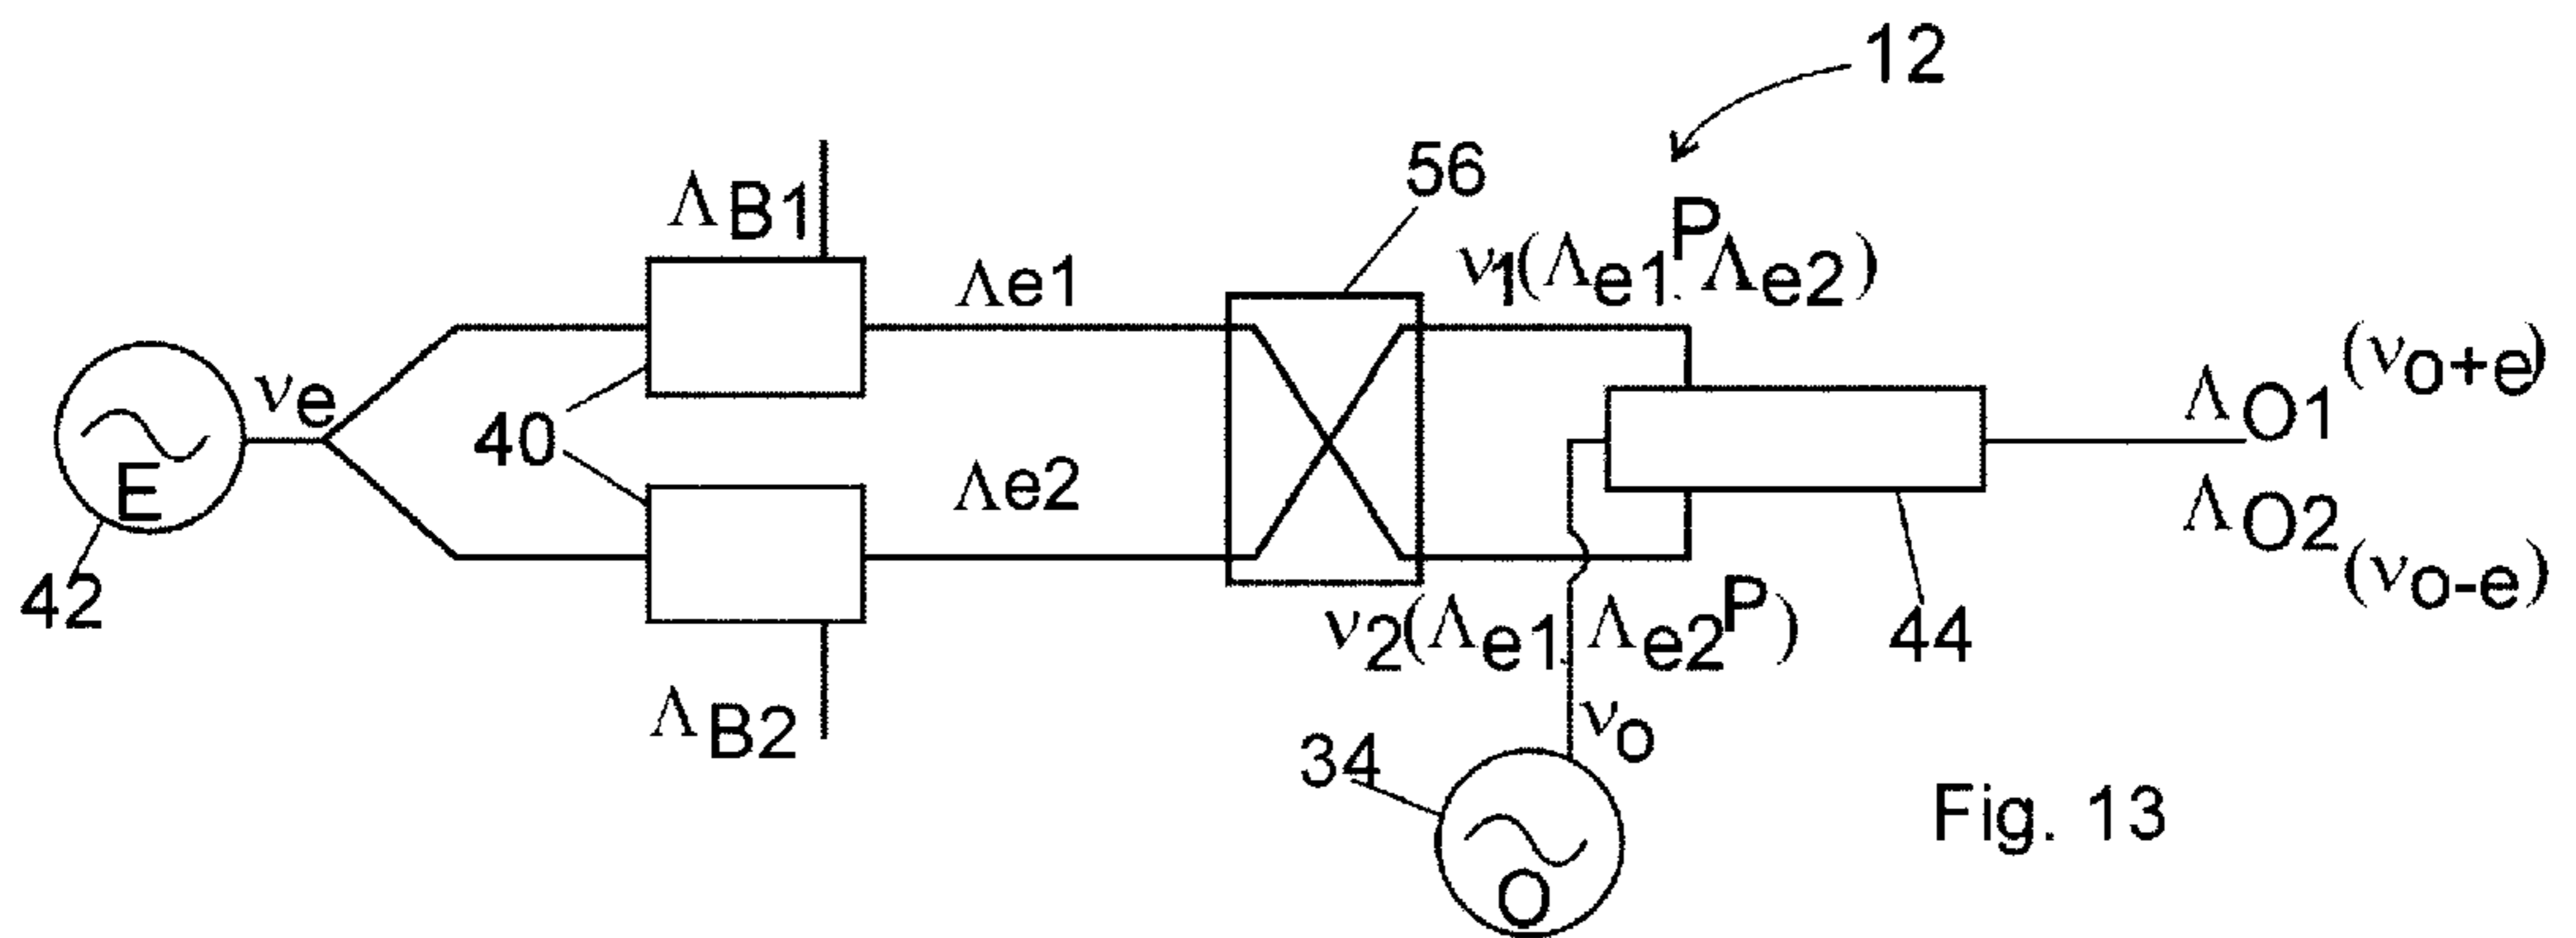 12
56
ΛB1
ν1(Λe1PΛe2)
Λe1
ΛO1(νo+e)
νe
40
E
Λe2
ΛO2(νo-e)
42
ν2(Λe1 Λe2P)
44
ΛB2
νo
34
O
Fig. 13